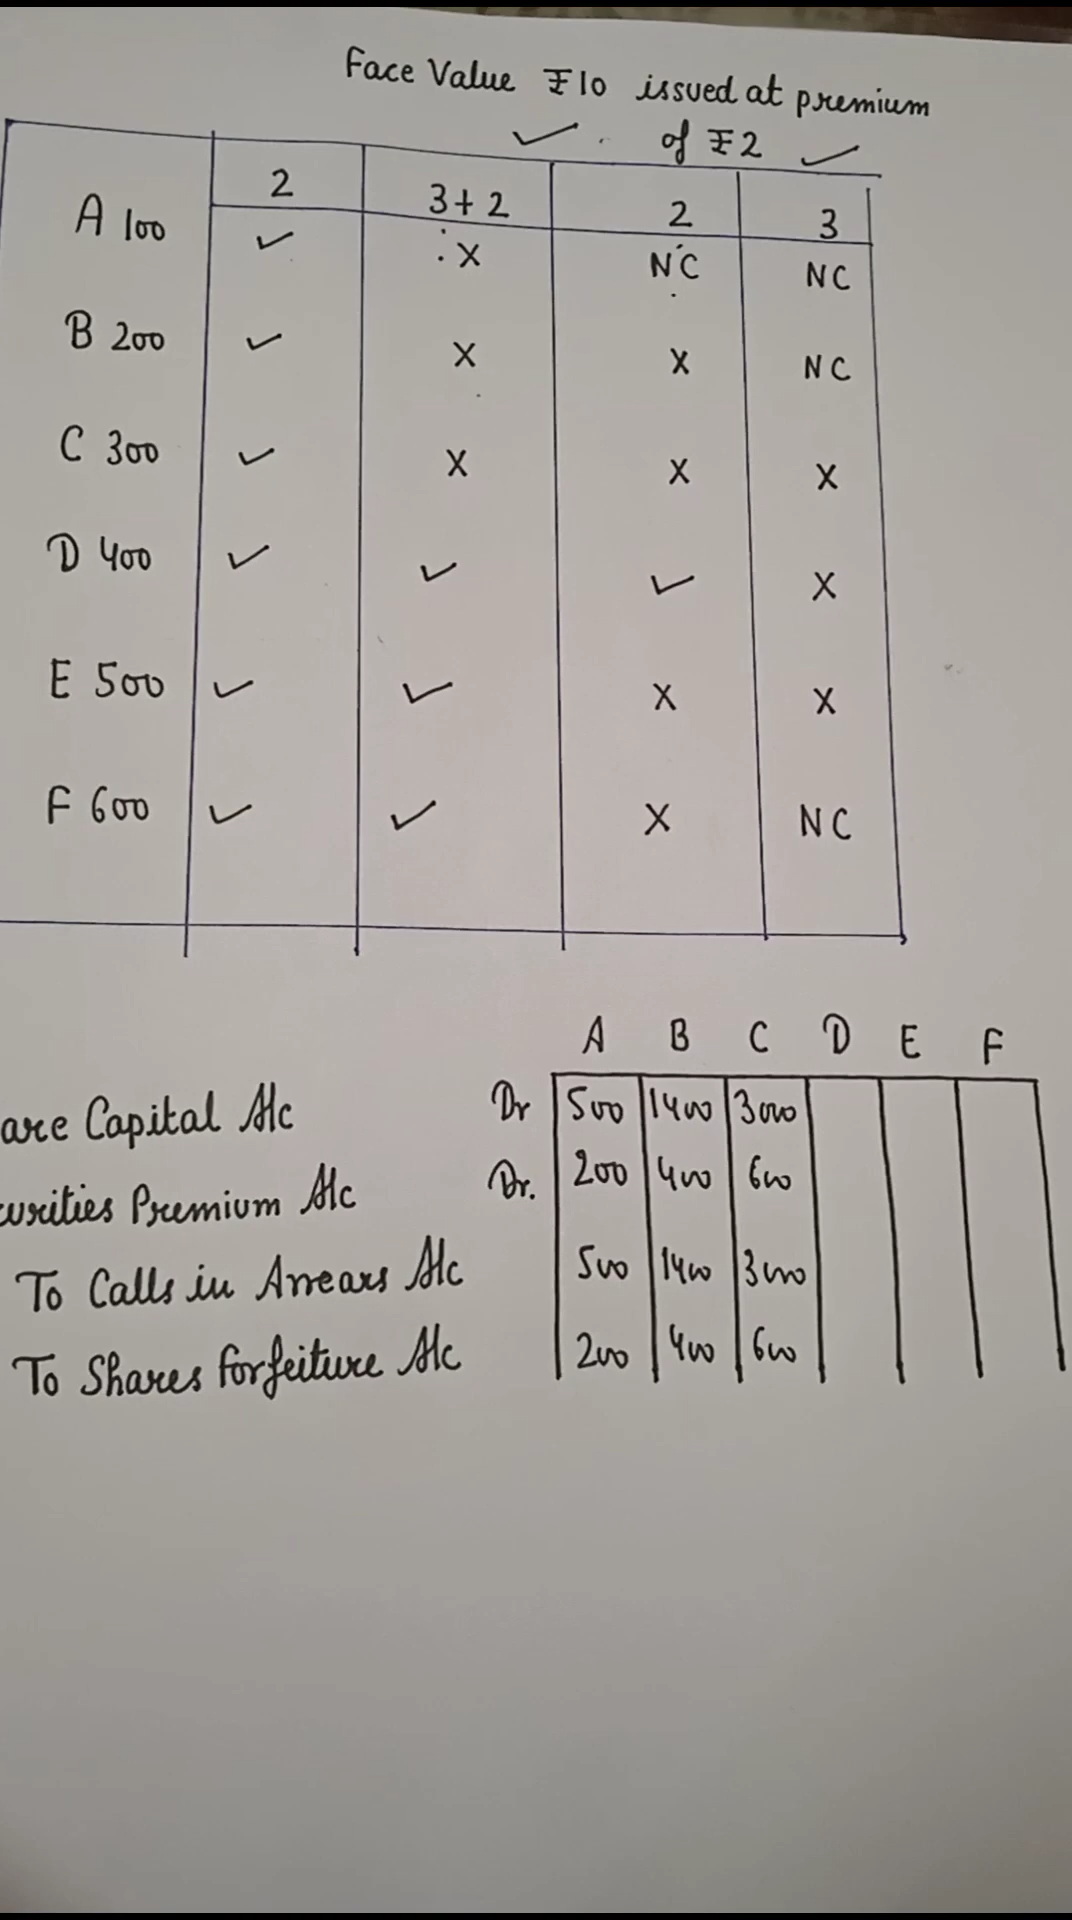 Face Value ₹10 issued at premium
of ₹2
2 3+2 2 3
A 100 ✓ X NC NC
B 200 ✓ X X NC
C 300 ✓ X X X
D 400 ✓ ✓ ✓ X
E 500 ✓ ✓ X X
F 600 ✓ ✓ X NC
A B C D E F
are Capital A/c Dr 500 1400 3000
curities Premium A/c Dr. 200 400 600
To Calls in Arrears A/c 500 1400 3000
To Shares forfeiture A/c 200 400 600